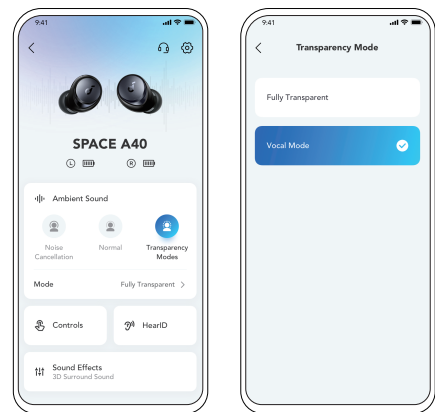 9:41
SPACE A40
L
R
Ambient Sound
Noise
Cancellation
Normal
Transparency
Modes
Mode
Fully Transparent
Controls
HearID
Sound Effects
3D Surround Sound
9:41
Transparency Mode
Fully Transparent
Vocal Mode